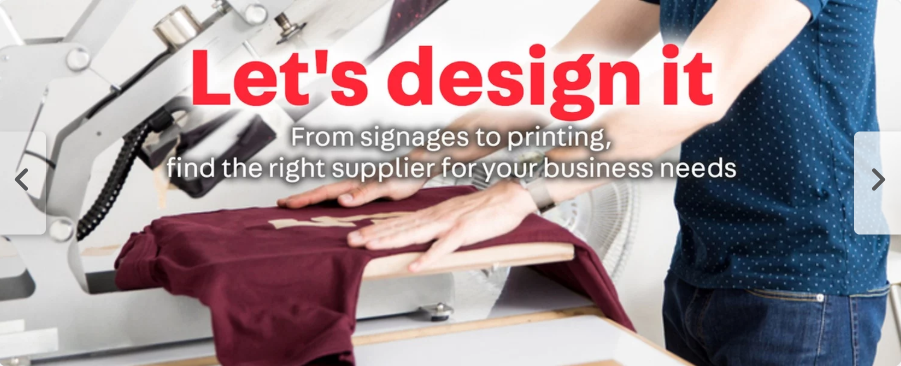 Let's design it
From signages to printing,
find the right supplier for your business needs